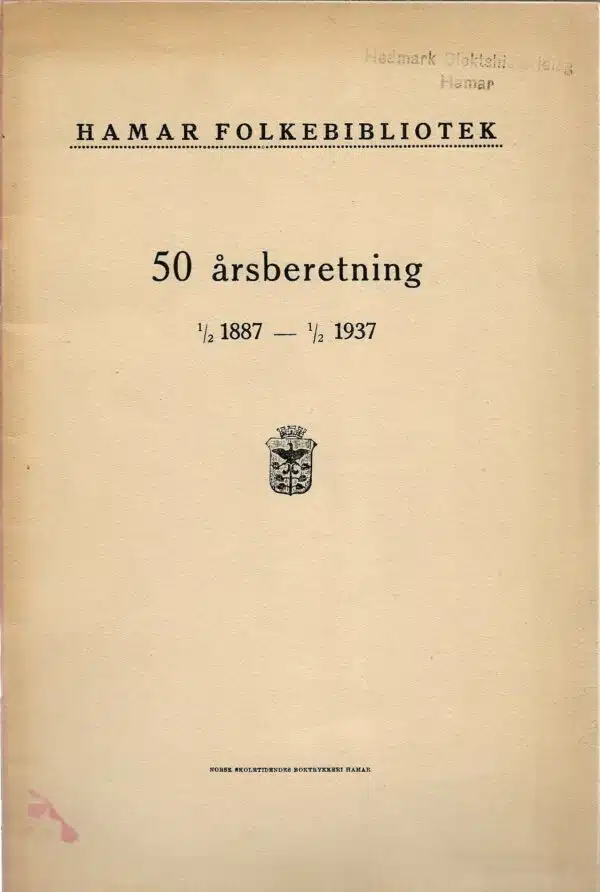 Hedmark
Hamar
HAMAR FOLKEBIBLIOTEK
50 årsberetning
1/2 1887 — 1/2 1937
NORSK SKOLETIDENDES BOKTRYKKERI HAMAR